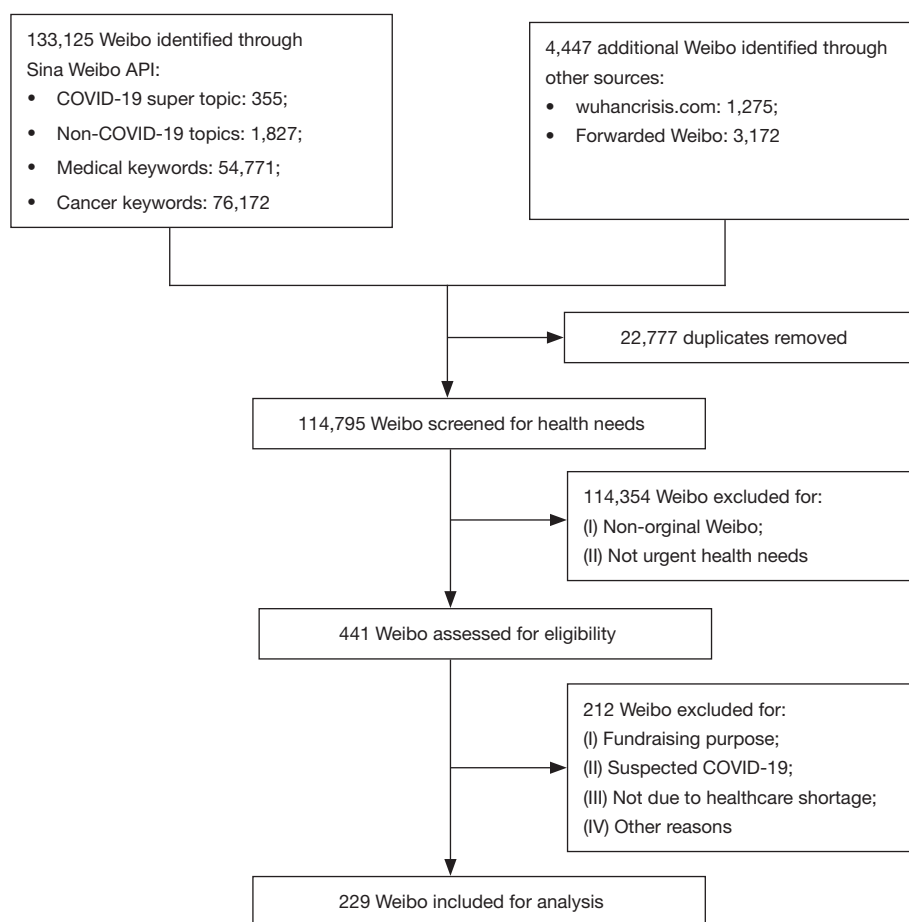 133,125 Weibo identified through
Sina Weibo API:
• COVID-19 super topic: 355;
• Non-COVID-19 topics: 1,827;
• Medical keywords: 54,771;
• Cancer keywords: 76,172
4,447 additional Weibo identified through
other sources:
• wuhancrisis.com: 1,275;
• Forwarded Weibo: 3,172
22,777 duplicates removed
114,795 Weibo screened for health needs
114,354 Weibo excluded for:
(I) Non-orginal Weibo;
(II) Not urgent health needs
441 Weibo assessed for eligibility
212 Weibo excluded for:
(I) Fundraising purpose;
(II) Suspected COVID-19;
(III) Not due to healthcare shortage;
(IV) Other reasons
229 Weibo included for analysis